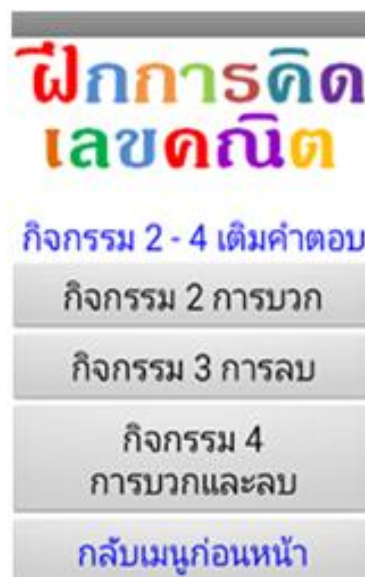 ฝึกการคิด
เลขคณิต
กิจกรรม 2 - 4 เติมคำตอบ
กิจกรรม 2 การบวก
กิจกรรม 3 การลบ
กิจกรรม 4
การบวกและลบ
กลับเมนูก่อนหน้า